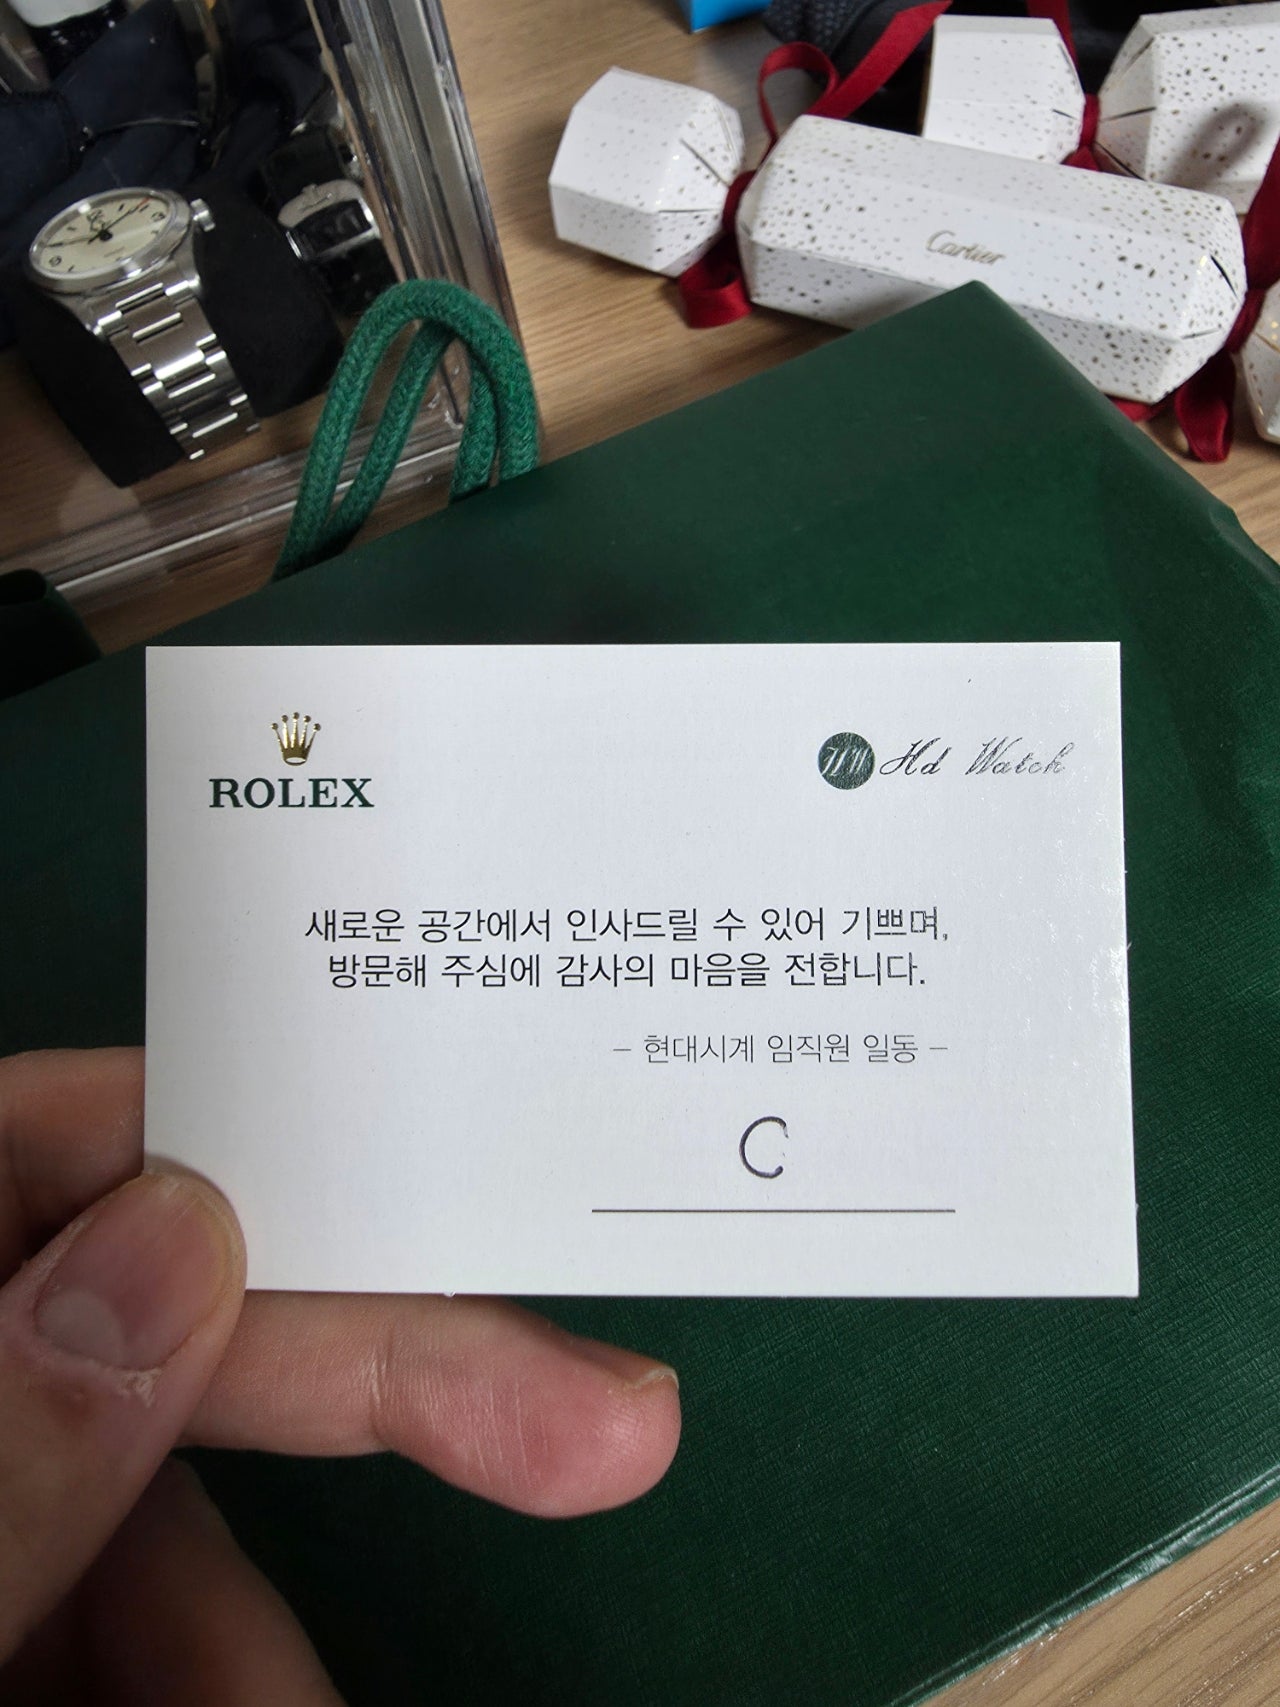 Cartier
ROLEX
HW Hd Watch
새로운 공간에서 인사드릴 수 있어 기쁘며,
방문해 주심에 감사의 마음을 전합니다.
– 현대시계 임직원 일동 –
C